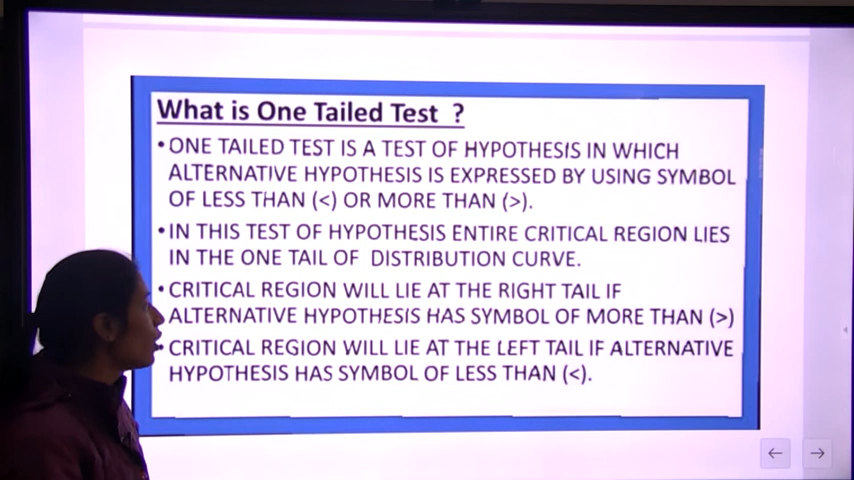 What is One Tailed Test ?
•ONE TAILED TEST IS A TEST OF HYPOTHESIS IN WHICH
ALTERNATIVE HYPOTHESIS IS EXPRESSED BY USING SYMBOL
OF LESS THAN (<) OR MORE THAN (>).
•IN THIS TEST OF HYPOTHESIS ENTIRE CRITICAL REGION LIES
IN THE ONE TAIL OF DISTRIBUTION CURVE.
•CRITICAL REGION WILL LIE AT THE RIGHT TAIL IF
ALTERNATIVE HYPOTHESIS HAS SYMBOL OF MORE THAN (>)
•CRITICAL REGION WILL LIE AT THE LEFT TAIL IF ALTERNATIVE
HYPOTHESIS HAS SYMBOL OF LESS THAN (<).